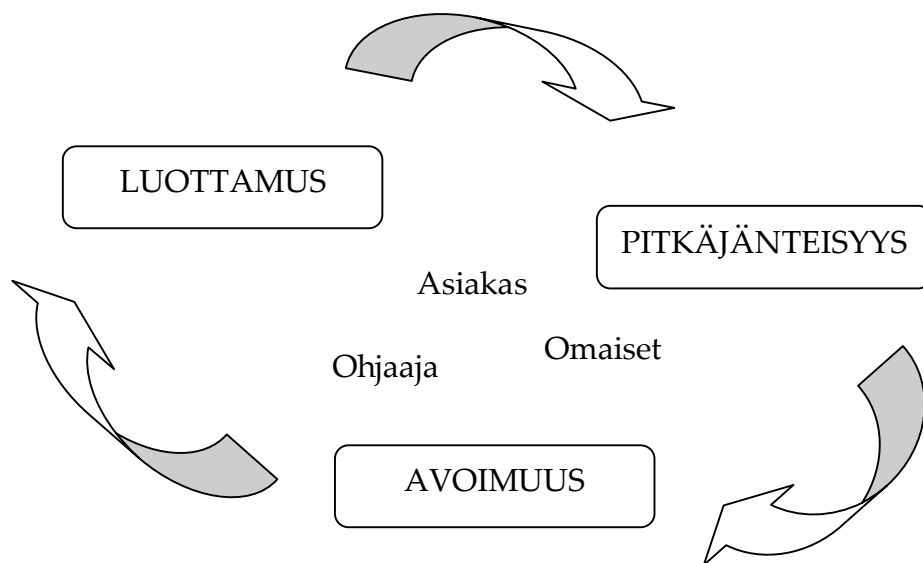 LUOTTAMUS
PITKÄJÄNTEISYYS
Asiakas
Omaiset
Ohjaaja
AVOIMUUS